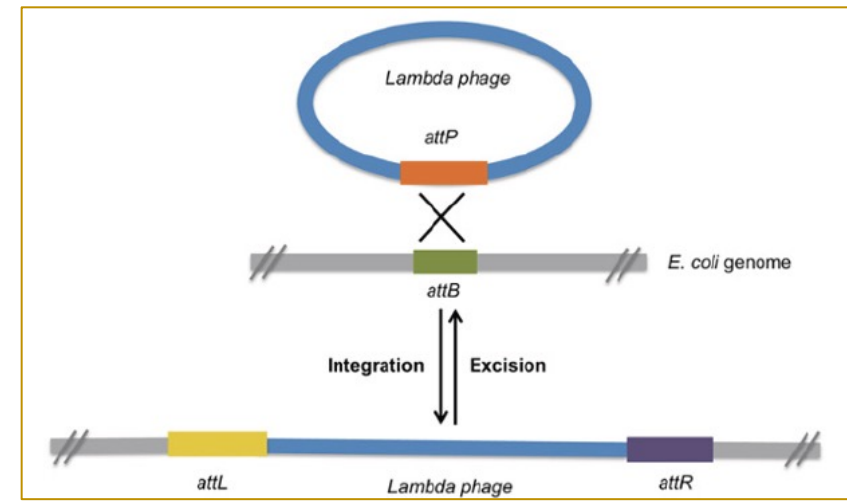 Lambda phage
attP
E. coli genome
attB
Integration Excision
attL
Lambda phage
attR